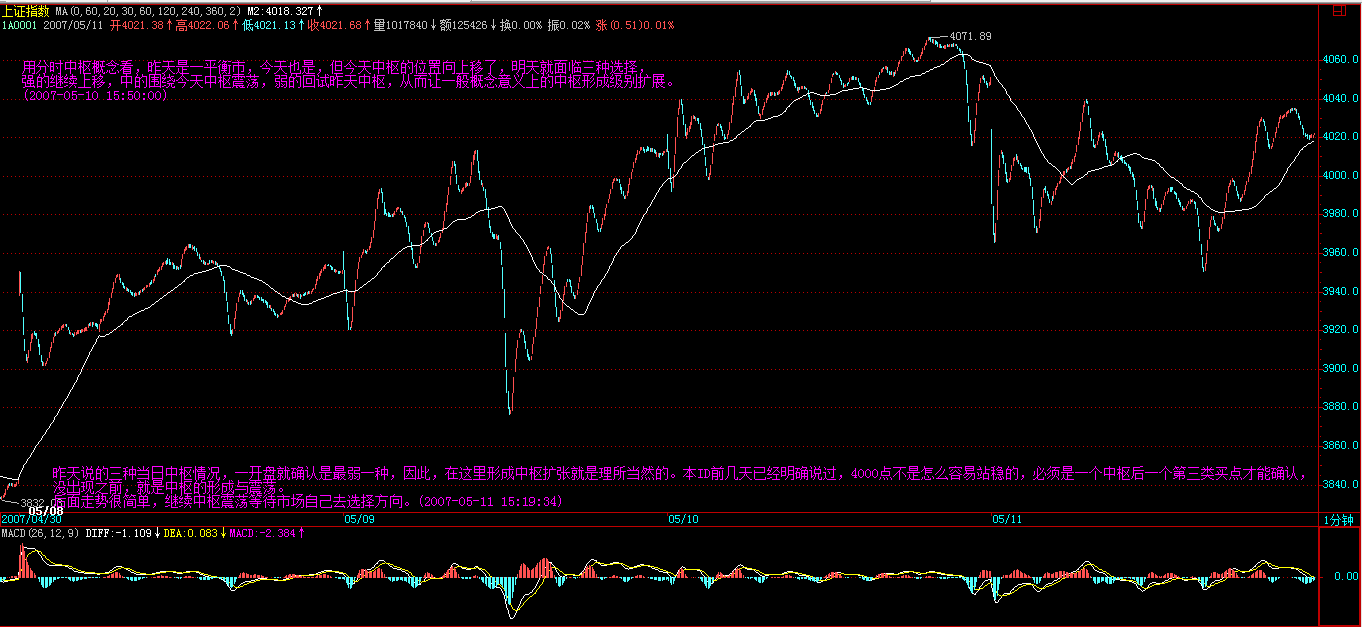 上证指数 MA(0,60,20,30,60,120,240,360,2) M2:4018.327↑
1A0001 2007/05/11 开4021.38↑高4022.06↑低4021.13↑收4021.68↑量1017840↓额125426↓换0.00% 振0.02% 涨(0.51)0.01%
4071.89
用分时中枢概念看，昨天是一平衡市，今天也是，但今天中枢的位置向上移了，明天就面临三种选择，
强的继续上移，中的围绕今天中枢震荡，弱的回试昨天中枢，从而让一般概念意义上的中枢形成级别扩展。
(2007-05-10 15:50:00)
4060.0
4040.0
4020.0
4000.0
3980.0
3960.0
3940.0
3920.0
3900.0
3880.0
3860.0
3840.0
昨天说的三种当日中枢情况，一开盘就确认是最弱一种，因此，在这里形成中枢扩张就是理所当然的。本ID前几天已经明确说过，4000点不是怎么容易站稳的，必须是一个中枢后一个第三类买点才能确认，
没出现之前，就是中枢的形成与震荡。
后面走势很简单，继续中枢震荡等待市场自己去选择方向。(2007-05-11 15:19:34)
3832.03
05/08
2007/04/30 05/09 05/10 05/11 1分钟
MACD(26,12,9) DIFF:-1.109↓DEA:0.083↓MACD:-2.384↑
0.00